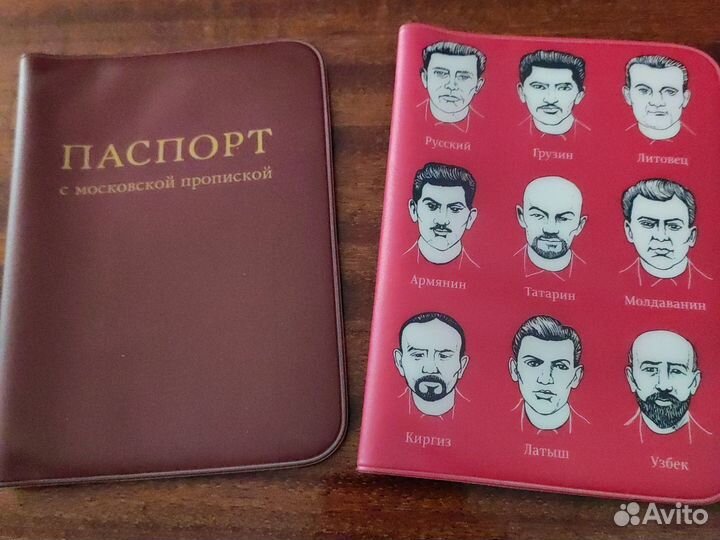 ПАСПОРТ
с московской пропиской
Русский
Грузин
Литовец
Армянин
Татарин
Молдаванин
Киргиз
Латыш
Узбек
Avito